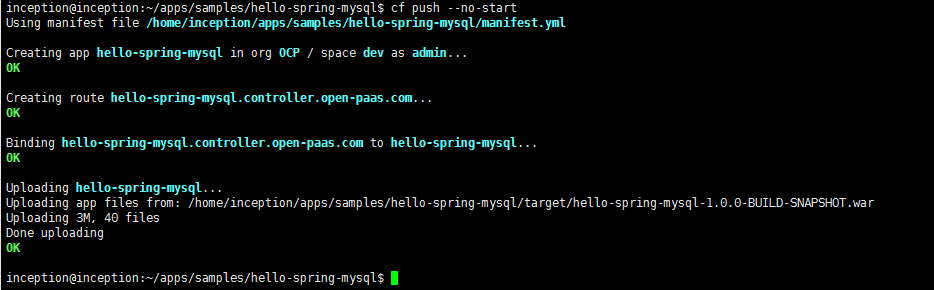 inception@inception:~/apps/samples/hello-spring-mysql$ cf push --no-start
Using manifest file /home/inception/apps/samples/hello-spring-mysql/manifest.yml
Creating app hello-spring-mysql in org OCP / space dev as admin...
OK
Creating route hello-spring-mysql.controller.open-paas.com...
OK
Binding hello-spring-mysql.controller.open-paas.com to hello-spring-mysql...
OK
Uploading hello-spring-mysql...
Uploading app files from: /home/inception/apps/samples/hello-spring-mysql/target/hello-spring-mysql-1.0.0-BUILD-SNAPSHOT.war
Uploading 3M, 40 files
Done uploading
OK
inception@inception:~/apps/samples/hello-spring-mysql$